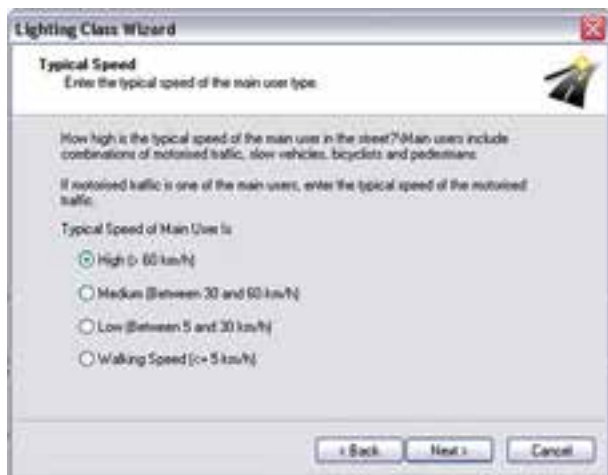 Lighting Class Wizard
Typical Speed
Enter the typical speed of the main user type.
How high is the typical speed of the main user in the street? Main users include
combinations of motorised traffic, slow vehicles, bicyclists and pedestrians
If motorised traffic is one of the main users, enter the typical speed of the motorised
traffic.
Typical Speed of Main User Is
High (> 60 km/h)
Medium (Between 30 and 60 km/h)
Low (Between 5 and 30 km/h)
Walking Speed (<= 5 km/h)
< Back Next > Cancel